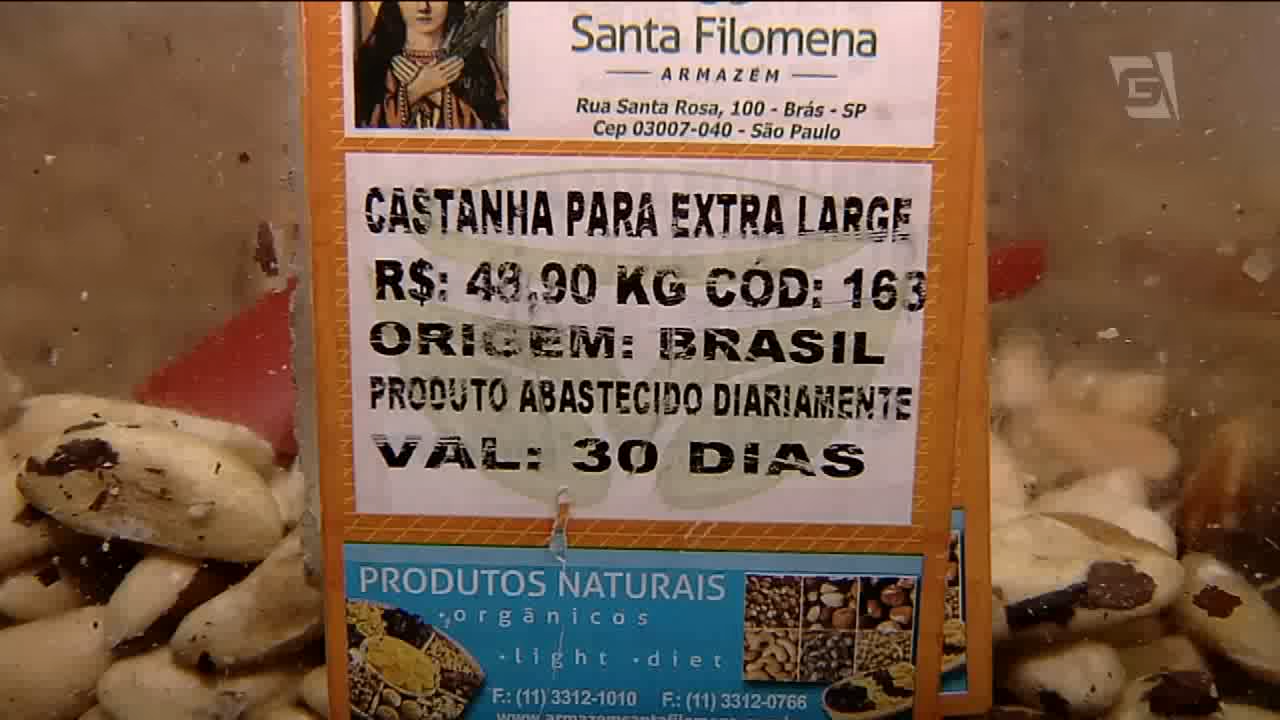 Santa Filomena
ARMAZÉM
Rua Santa Rosa, 100 - Brás - SP
Cep 03007-040 - São Paulo
CASTANHA PARA EXTRA LARGE
R$: 49,90 KG CÓD: 163
ORIGEM: BRASIL
PRODUTO ABASTECIDO DIARIAMENTE
VAL: 30 DIAS
PRODUTOS NATURAIS
·orgânicos
·light ·diet
F.: (11) 3312-1010 F.: (11) 3312-0766